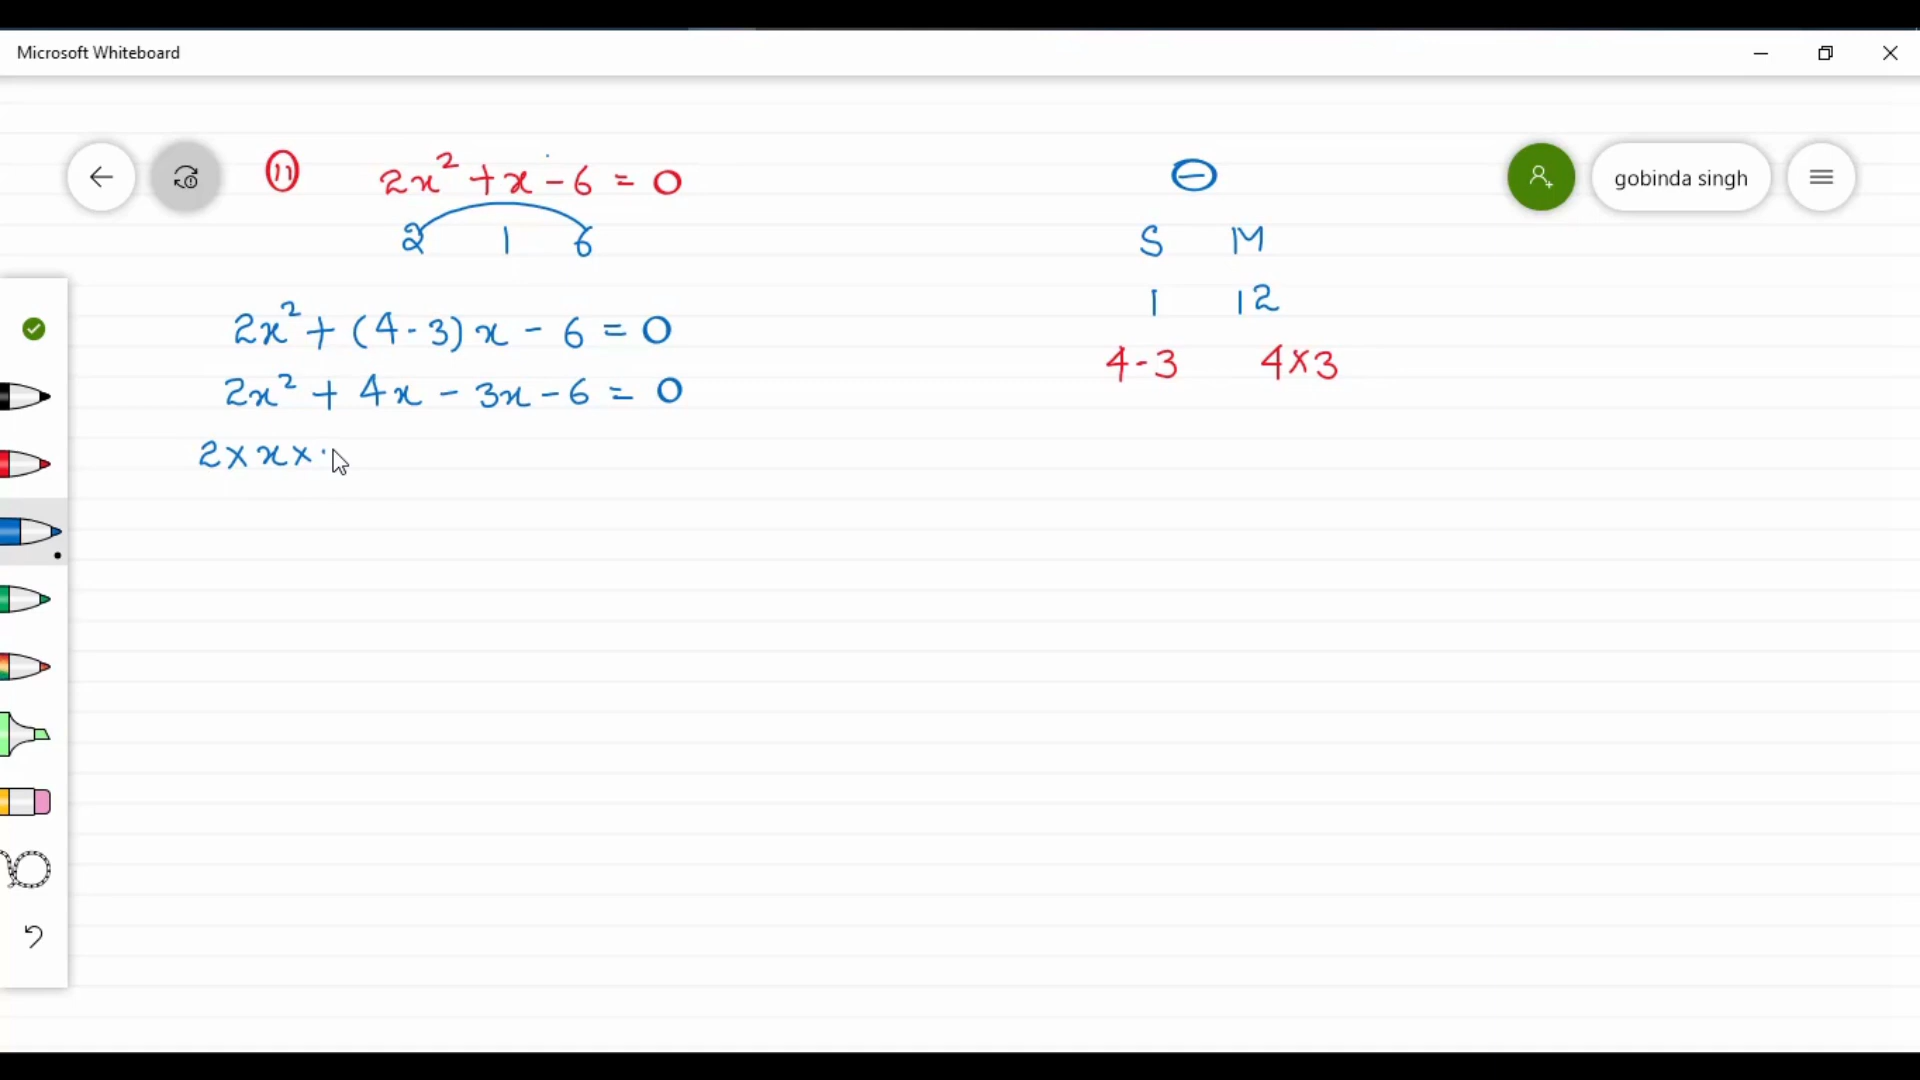 Microsoft Whiteboard
11 2x² + x - 6 = 0
2 1 6
2x² + (4 - 3) x - 6 = 0
2x² + 4x - 3x - 6 = 0
2 × x ×
⊖
S M
1 12
4 - 3 4 × 3
gobinda singh